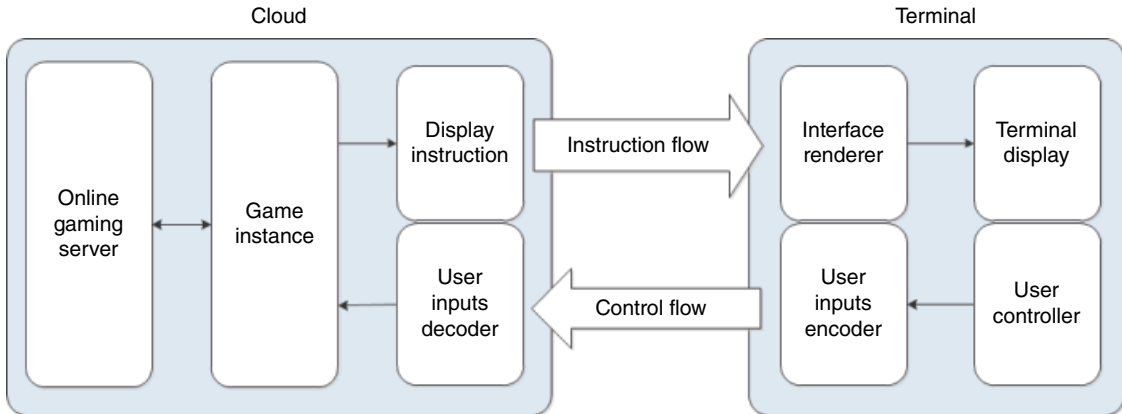 Cloud
Terminal
Online
gaming
server
Game
instance
Display
instruction
Instruction flow
Interface
renderer
Terminal
display
User
inputs
decoder
Control flow
User
inputs
encoder
User
controller